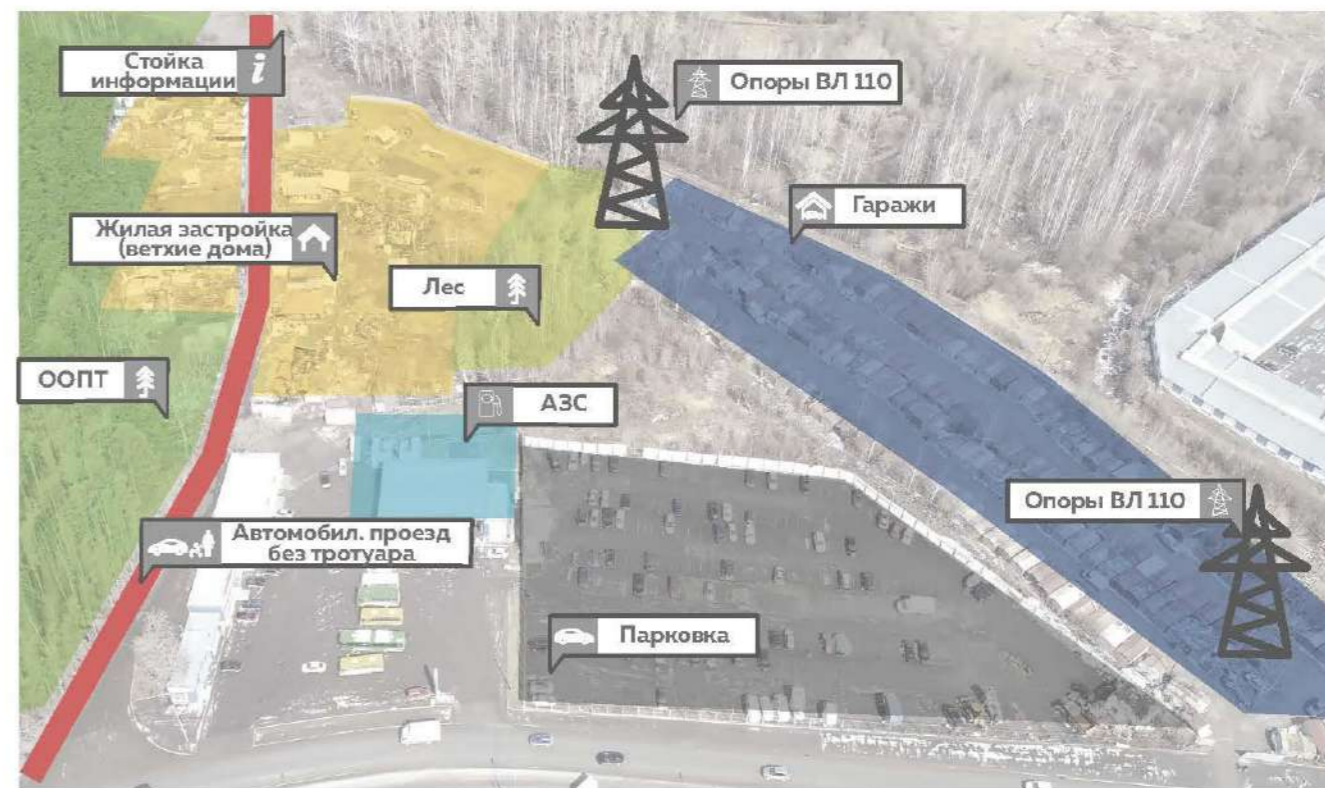 Стойка
информации
Опоры ВЛ 110
Гаражи
Жилая застройка
(ветхие дома)
Лес
ООПТ
АЗС
Опоры ВЛ 110
Автомобил. проезд
без тротуара
Парковка